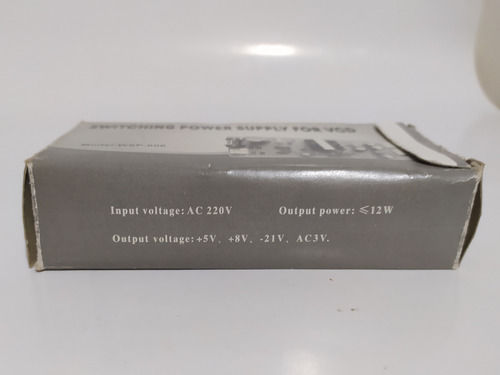 SWITCHING POWER SUPPLY FOR VCD
Input voltage: AC 220V Output power: ≤12W
Output voltage: +5V、+8V、-21V、AC3V.